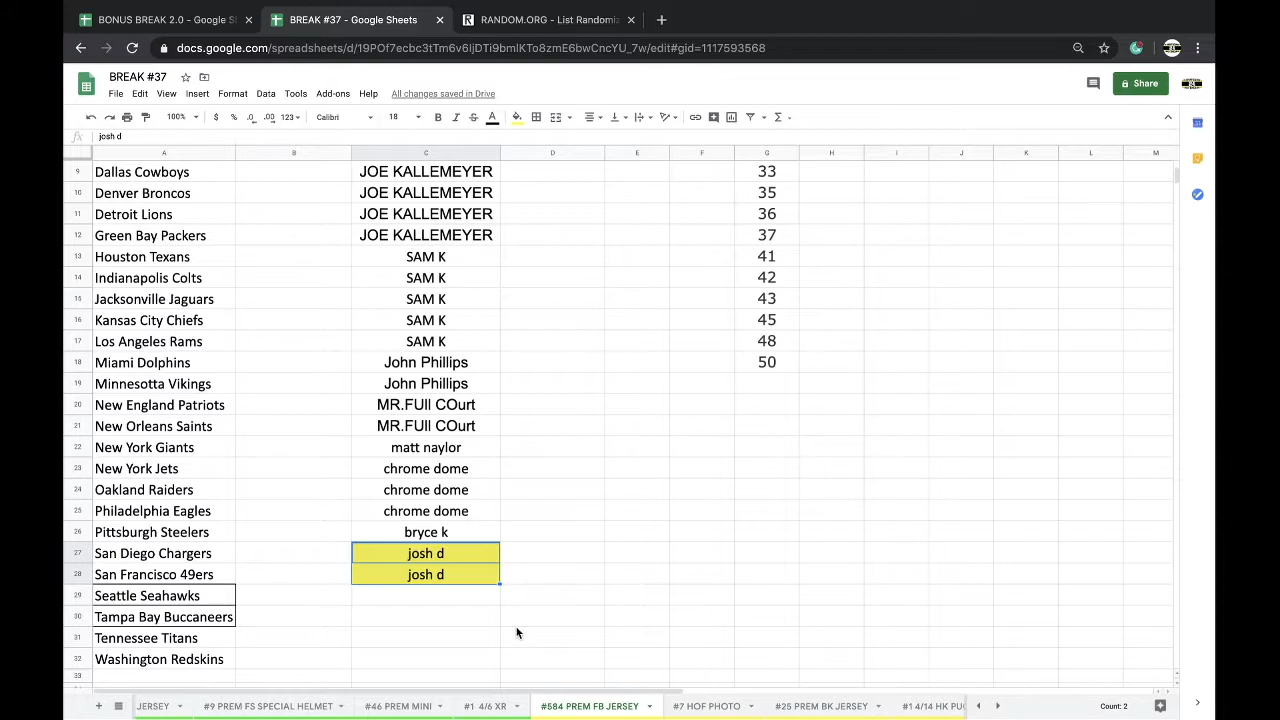 BONUS BREAK 2.0 - Google S
BREAK #37 - Google Sheets
RANDOM.ORG - List Randomiz
docs.google.com/spreadsheets/d/19POf7ecbc3tTm6v6IjDTi9bmlKTo8zmE6bwCncYU_7w/edit#gid=1117593568
BREAK #37
File Edit View Insert Format Data Tools Add-ons Help All changes saved in Drive
Share
100% $ % .0 .00 123 Calibri 18 B I S A
fx josh d
A B C D E F G H I J K L M
9 Dallas Cowboys JOE KALLEMEYER 33
10 Denver Broncos JOE KALLEMEYER 35
11 Detroit Lions JOE KALLEMEYER 36
12 Green Bay Packers JOE KALLEMEYER 37
13 Houston Texans SAM K 41
14 Indianapolis Colts SAM K 42
15 Jacksonville Jaguars SAM K 43
16 Kansas City Chiefs SAM K 45
17 Los Angeles Rams SAM K 48
18 Miami Dolphins John Phillips 50
19 Minnesotta Vikings John Phillips
20 New England Patriots MR.FUll COurt
21 New Orleans Saints MR.FUll COurt
22 New York Giants matt naylor
23 New York Jets chrome dome
24 Oakland Raiders chrome dome
25 Philadelphia Eagles chrome dome
26 Pittsburgh Steelers bryce k
27 San Diego Chargers josh d
28 San Francisco 49ers josh d
29 Seattle Seahawks
30 Tampa Bay Buccaneers
31 Tennessee Titans
32 Washington Redskins
33
JERSEY #9 PREM FS SPECIAL HELMET #46 PREM MINI #1 4/6 XR #584 PREM FB JERSEY #7 HOF PHOTO #25 PREM BK JERSEY #1 4/14 HK PU Count: 2